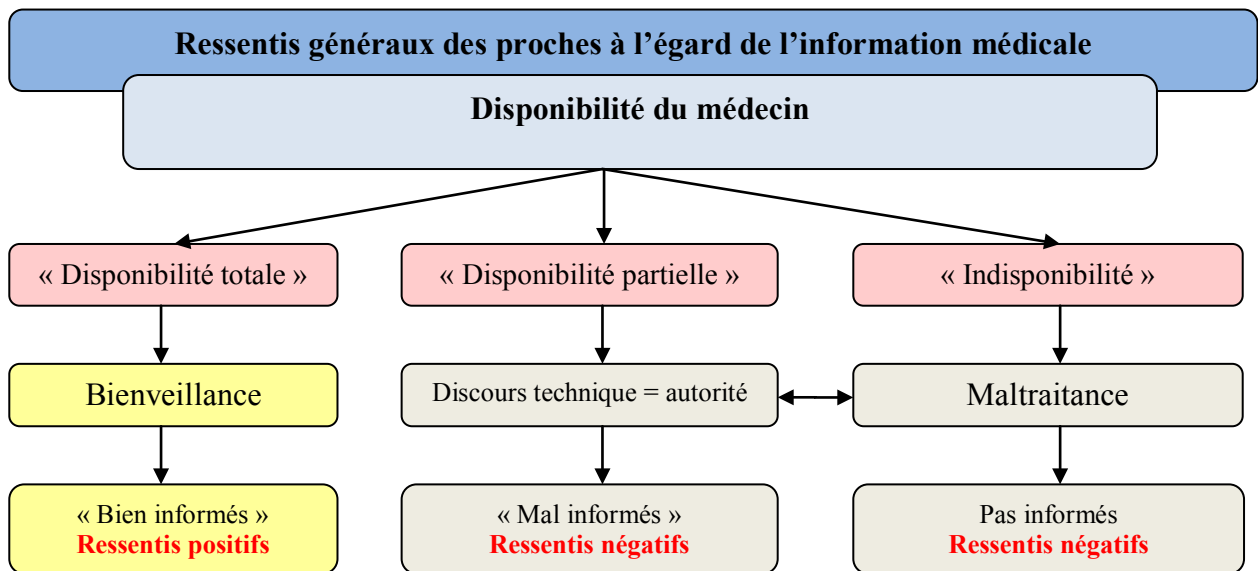 Ressentis généraux des proches à l’égard de l’information médicale
Disponibilité du médecin
« Disponibilité totale »
« Disponibilité partielle »
« Indisponibilité »
Bienveillance
Discours technique = autorité
Maltraitance
« Bien informés »
Ressentis positifs
« Mal informés »
Ressentis négatifs
Pas informés
Ressentis négatifs